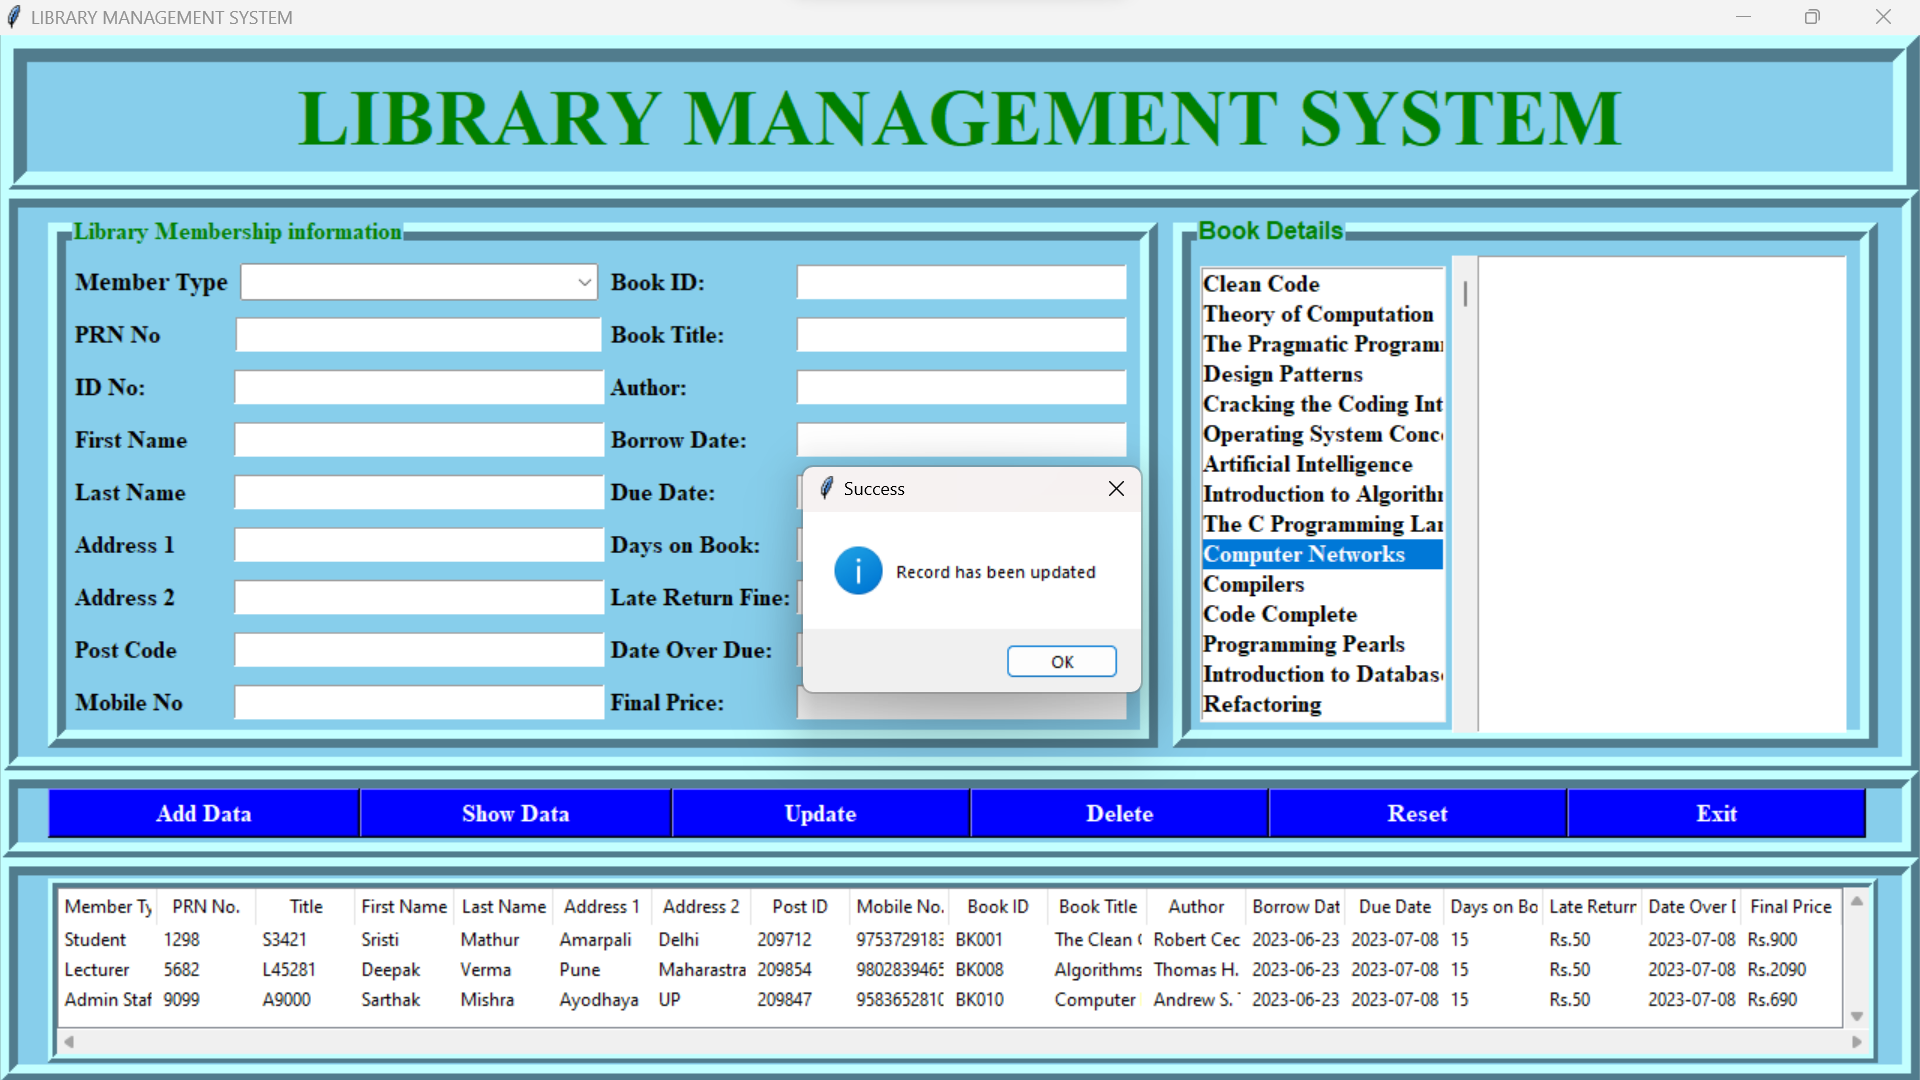 LIBRARY MANAGEMENT SYSTEM
LIBRARY MANAGEMENT SYSTEM
Library Membership information
Member Type
PRN No
ID No:
First Name
Last Name
Address 1
Address 2
Post Code
Mobile No
Book ID:
Book Title:
Author:
Borrow Date:
Due Date:
Days on Book:
Late Return Fine:
Date Over Due:
Final Price:
Success
Record has been updated
OK
Book Details
Clean Code
Theory of Computation
The Pragmatic Program
Design Patterns
Cracking the Coding Int
Operating System Conc
Artificial Intelligence
Introduction to Algorith
The C Programming Lan
Computer Networks
Compilers
Code Complete
Programming Pearls
Introduction to Databas
Refactoring
Add Data Show Data Update Delete Reset Exit
Member Ty PRN No. Title First Name Last Name Address 1 Address 2 Post ID Mobile No. Book ID Book Title Author Borrow Dat Due Date Days on Bo Late Return Date Over D Final Price
Student 1298 S3421 Sristi Mathur Amarpali Delhi 209712 9753729183 BK001 The Clean C Robert Cec 2023-06-23 2023-07-08 15 Rs.50 2023-07-08 Rs.900
Lecturer 5682 L45281 Deepak Verma Pune Maharastra 209854 9802839465 BK008 Algorithms Thomas H. 2023-06-23 2023-07-08 15 Rs.50 2023-07-08 Rs.2090
Admin Staf 9099 A9000 Sarthak Mishra Ayodhaya UP 209847 9583652810 BK010 Computer Andrew S. 2023-06-23 2023-07-08 15 Rs.50 2023-07-08 Rs.690